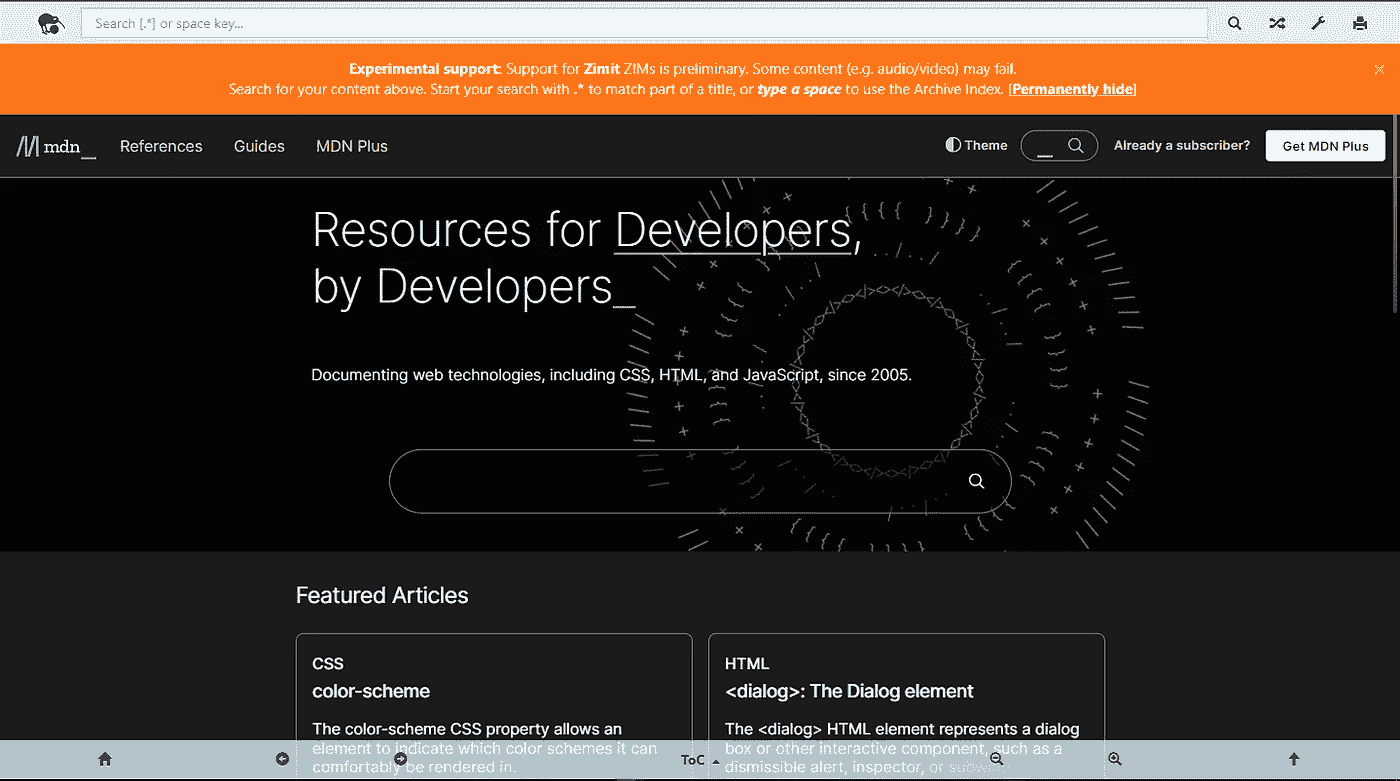 Search [.*] or space key...
Experimental support: Support for Zimit ZIMs is preliminary. Some content (e.g. audio/video) may fail.
Search for your content above. Start your search with .* to match part of a title, or type a space to use the Archive Index. [Permanently hide]
mdn_ References Guides MDN Plus Theme Already a subscriber? Get MDN Plus
Resources for Developers,
by Developers_
Documenting web technologies, including CSS, HTML, and JavaScript, since 2005.
Featured Articles
CSS
color-scheme
The color-scheme CSS property allows an
element to indicate which color schemes it can
comfortably be rendered in.
HTML
<dialog>: The Dialog element
The <dialog> HTML element represents a dialog
box or other interactive component, such as a
dismissible alert, inspector, or
ToC